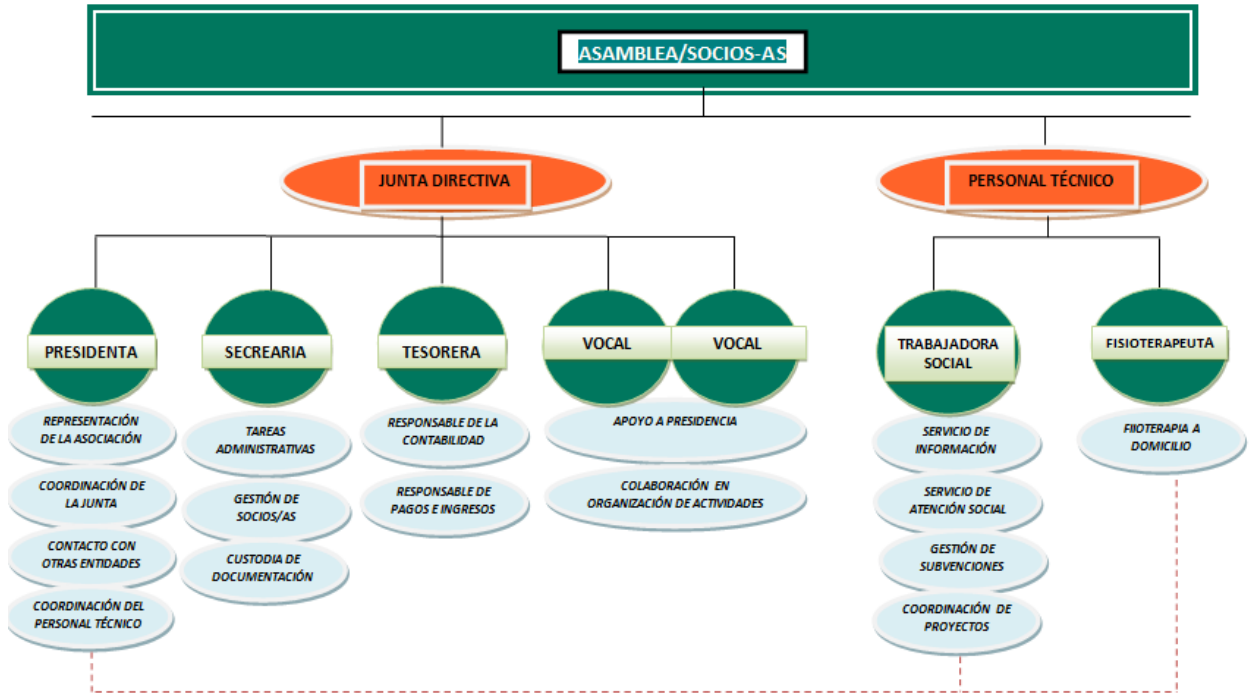 ASAMBLEA/SOCIOS-AS
JUNTA DIRECTIVA
PERSONAL TÉCNICO
PRESIDENTA
SECREARIA
TESORERA
VOCAL
VOCAL
TRABAJADORA
SOCIAL
FISIOTERAPEUTA
REPRESENTACIÓN
DE LA ASOCIACIÓN
COORDINACIÓN DE
LA JUNTA
CONTACTO CON
OTRAS ENTIDADES
COORDINACIÓN DEL
PERSONAL TÉCNICO
TAREAS
ADMINISTRATIVAS
GESTIÓN DE
SOCIOS/AS
CUSTODIA DE
DOCUMENTACIÓN
RESPONSABLE DE LA
CONTABILIDAD
RESPONSABLE DE
PAGOS E INGRESOS
APOYO A PRESIDENCIA
COLABORACIÓN EN
ORGANIZACIÓN DE ACTIVIDADES
SERVICIO DE
INFORMACIÓN
SERVICIO DE
ATENCIÓN SOCIAL
GESTIÓN DE
SUBVENCIONES
COORDINACIÓN DE
PROYECTOS
FIIOTERAPIA A
DOMICILIO